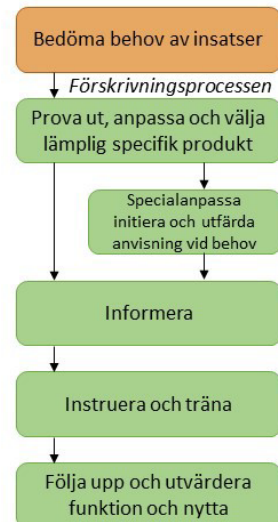 Bedöma behov av insatser
Förskrivningsprocessen
Prova ut, anpassa och välja
lämplig specifik produkt
Specialanpassa
initiera och utfärda
anvisning vid behov
Informera
Instruera och träna
Följa upp och utvärdera
funktion och nytta